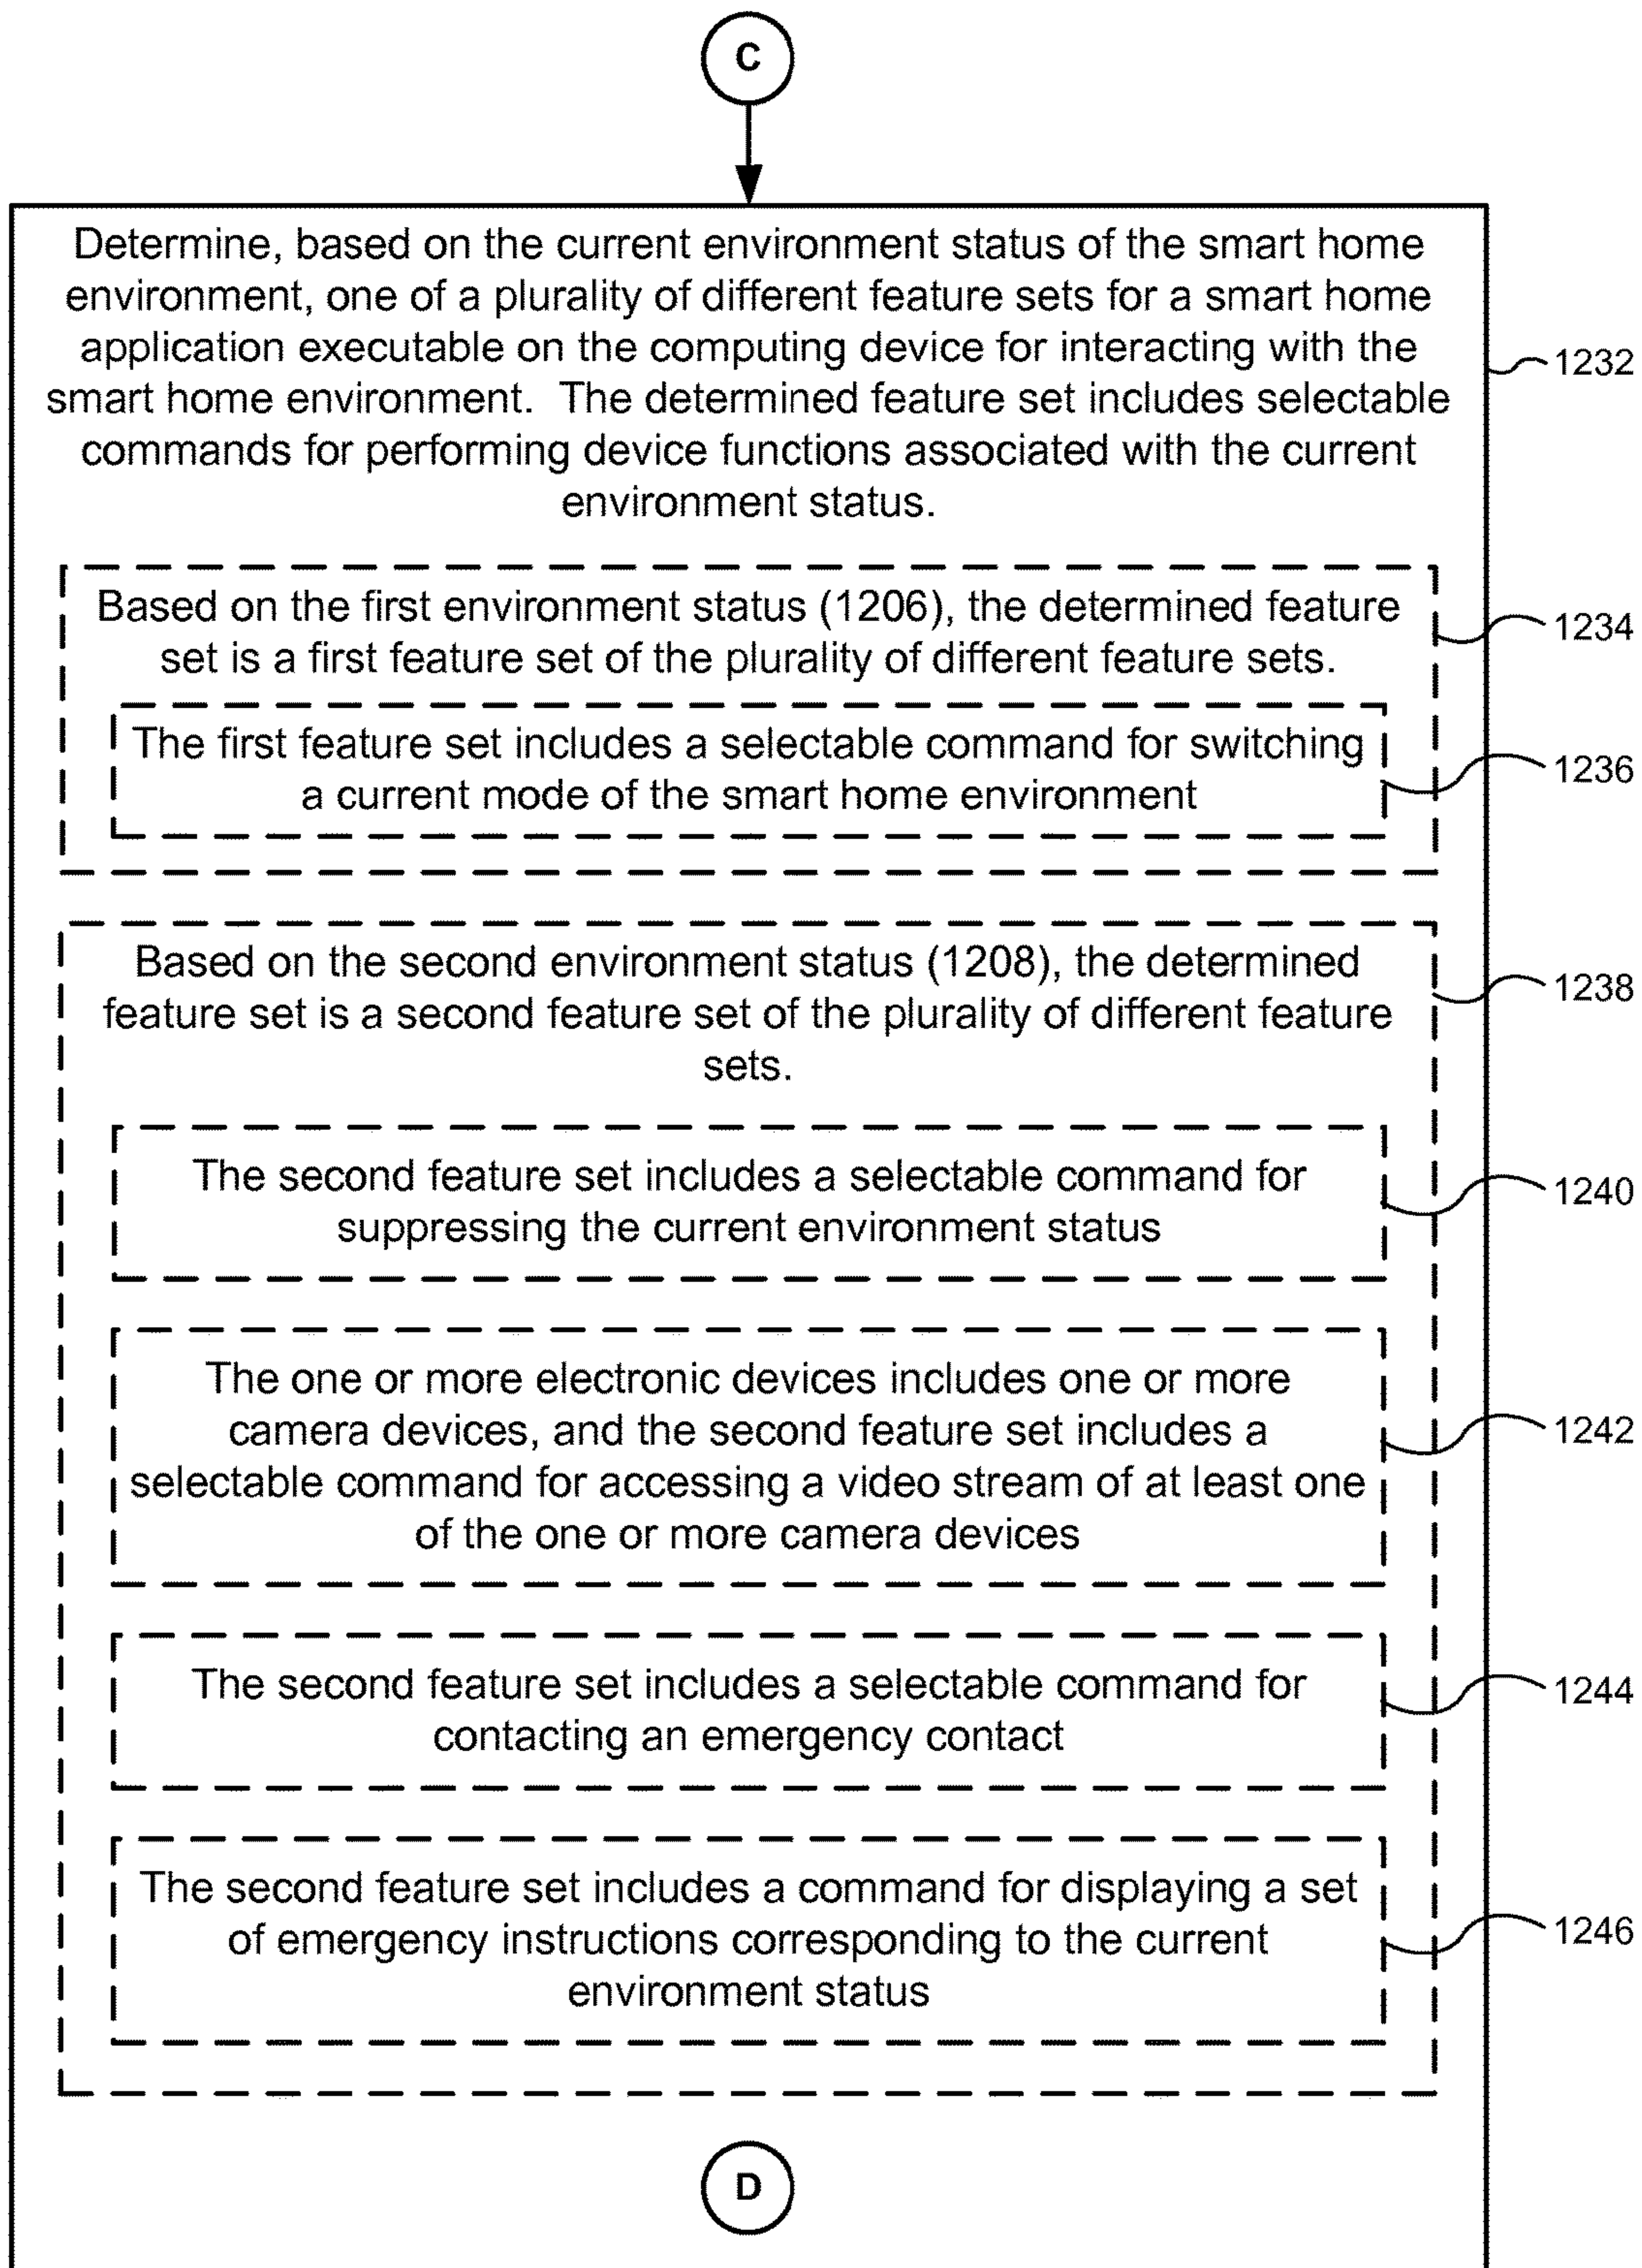 C
Determine, based on the current environment status of the smart home
environment, one of a plurality of different feature sets for a smart home
application executable on the computing device for interacting with the
smart home environment.  The determined feature set includes selectable
commands for performing device functions associated with the current
environment status.
1232
Based on the first environment status (1206), the determined feature
set is a first feature set of the plurality of different feature sets.
1234
The first feature set includes a selectable command for switching
a current mode of the smart home environment
1236
Based on the second environment status (1208), the determined
feature set is a second feature set of the plurality of different feature
sets.
1238
The second feature set includes a selectable command for
suppressing the current environment status
1240
The one or more electronic devices includes one or more
camera devices, and the second feature set includes a
selectable command for accessing a video stream of at least one
of the one or more camera devices
1242
The second feature set includes a selectable command for
contacting an emergency contact
1244
The second feature set includes a command for displaying a set
of emergency instructions corresponding to the current
environment status
1246
D